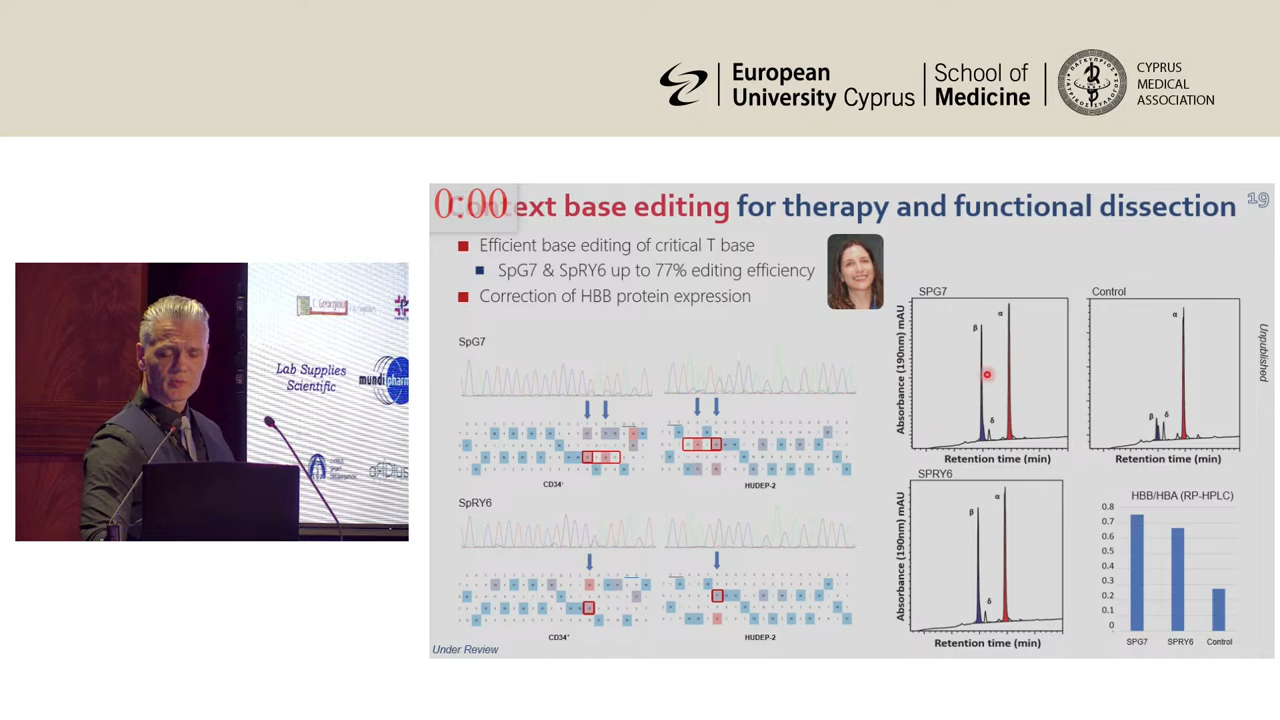 European
University Cyprus
School of
Medicine
CYPRUS
MEDICAL
ASSOCIATION
0:00
ext base editing for therapy and functional dissection
19
Efficient base editing of critical T base
SpG7 & SpRY6 up to 77% editing efficiency
Correction of HBB protein expression
SpG7
CD34+
HUDEP-2
SpRY6
CD34+
HUDEP-2
Under Review
SPG7
β
α
δ
Absorbance (190nm) mAU
Retention time (min)
Control
α
β
δ
Retention time (min)
Unpublished
SPRY6
β
α
δ
Absorbance (190nm) mAU
Retention time (min)
HBB/HBA (RP-HPLC)
0.8
0.7
0.6
0.5
0.4
0.3
0.2
0.1
0
SPG7
SPRY6
Control
C. Georgiou
Lab Supplies
Scientific
mundipharm